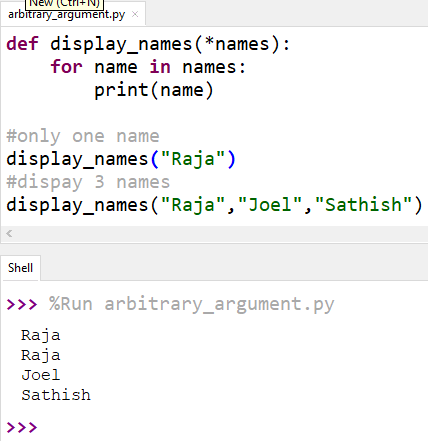 New (Ctrl+N)
arbitrary_argument.py ×
def display_names(*names):
    for name in names:
        print(name)

#only one name
display_names("Raja")
#dispay 3 names
display_names("Raja","Joel","Sathish")
<
Shell
>>> %Run arbitrary_argument.py
Raja
Raja
Joel
Sathish
>>>